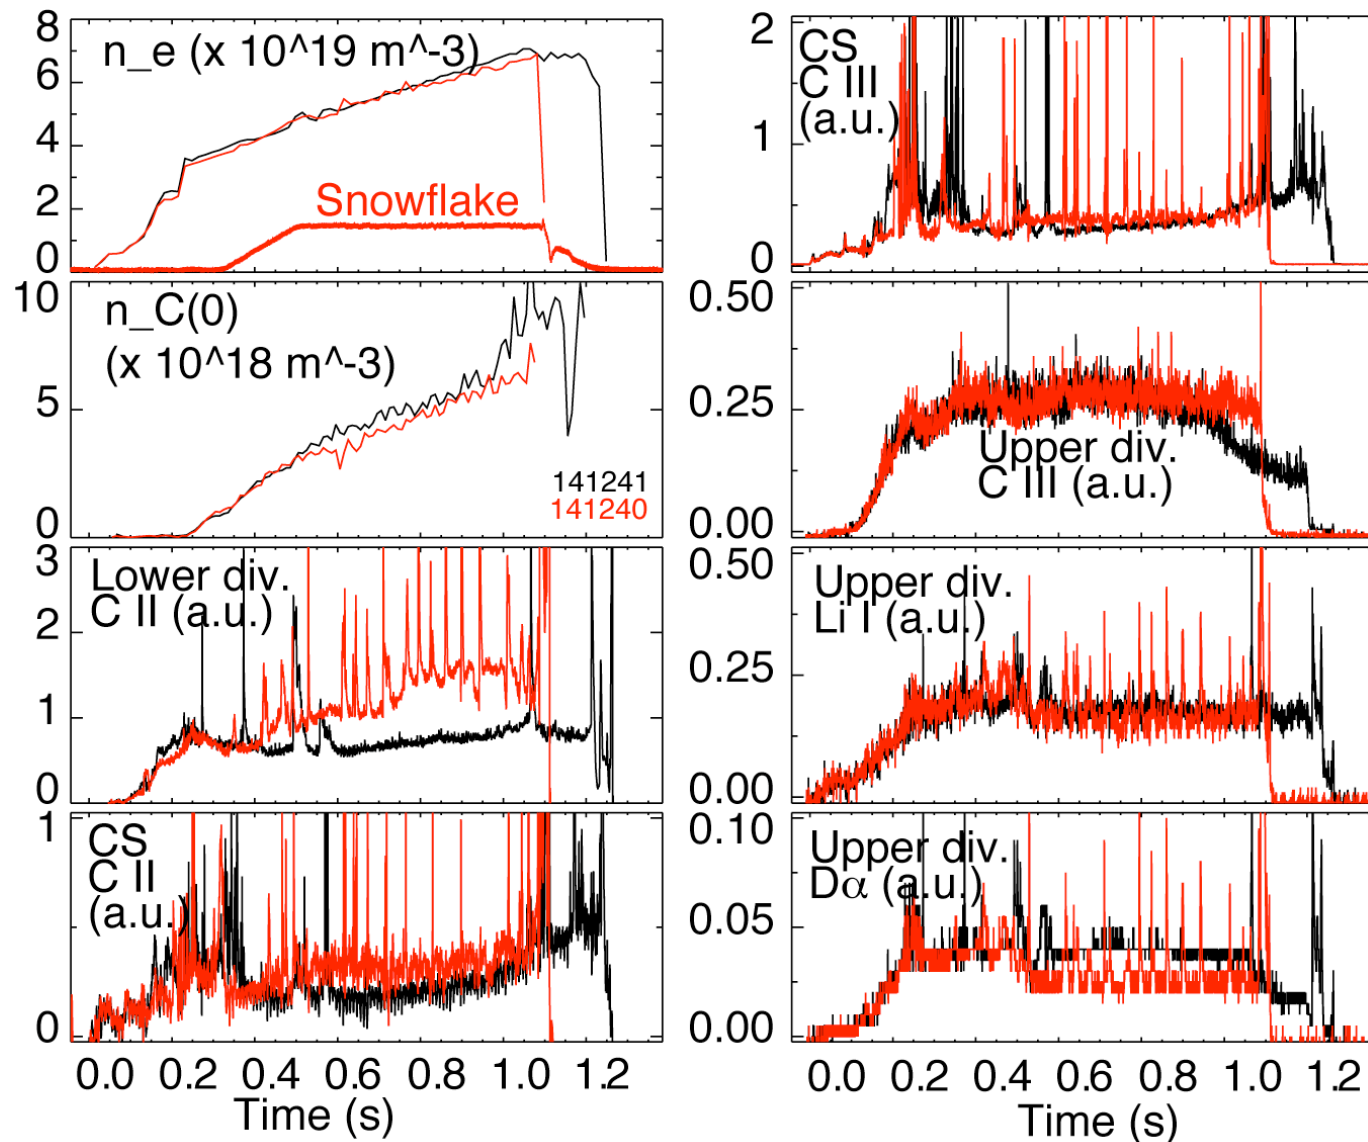 8
6
4
2
0
n_e (x 10^19 m^-3)
Snowflake
10
5
0
n_C(0)
(x 10^18 m^-3)
141241
141240
3
2
1
0
Lower div.
C II (a.u.)
1
0
CS
C II
(a.u.)
0.0 0.2 0.4 0.6 0.8 1.0 1.2
Time (s)
2
1
0
CS
C III
(a.u.)
0.50
0.25
0.00
Upper div.
C III (a.u.)
0.50
0.25
0.00
Upper div.
Li I (a.u.)
0.10
0.05
0.00
Upper div.
Dα (a.u.)
0.0 0.2 0.4 0.6 0.8 1.0 1.2
Time (s)